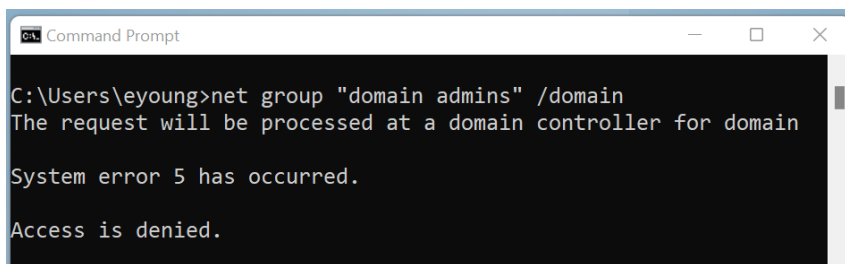 Command Prompt
C:\Users\eyoung>net group "domain admins" /domain
The request will be processed at a domain controller for domain
System error 5 has occurred.
Access is denied.